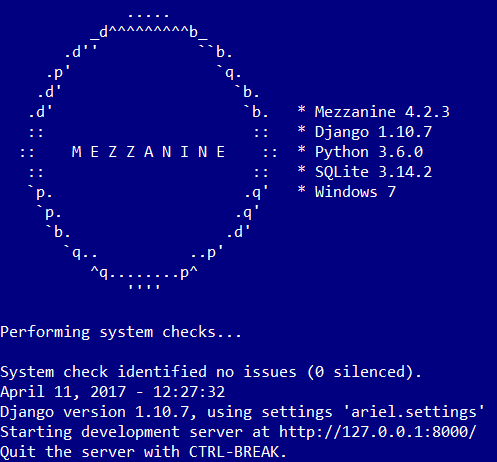 .....
          _d^^^^^^^^^b_
       .d''           ``b.
     .p'                `q.
    .d'                   `b.
   .d'                     `b.   * Mezzanine 4.2.3
   ::                       ::   * Django 1.10.7
  ::    M E Z Z A N I N E    ::  * Python 3.6.0
   ::                       ::   * SQLite 3.14.2
   `p.                     .q'   * Windows 7
    `p.                   .q'
     `b.                 .d'
       `q..          ..p'
          ^q........p^
              ''''
Performing system checks...
System check identified no issues (0 silenced).
April 11, 2017 - 12:27:32
Django version 1.10.7, using settings 'ariel.settings'
Starting development server at http://127.0.0.1:8000/
Quit the server with CTRL-BREAK.